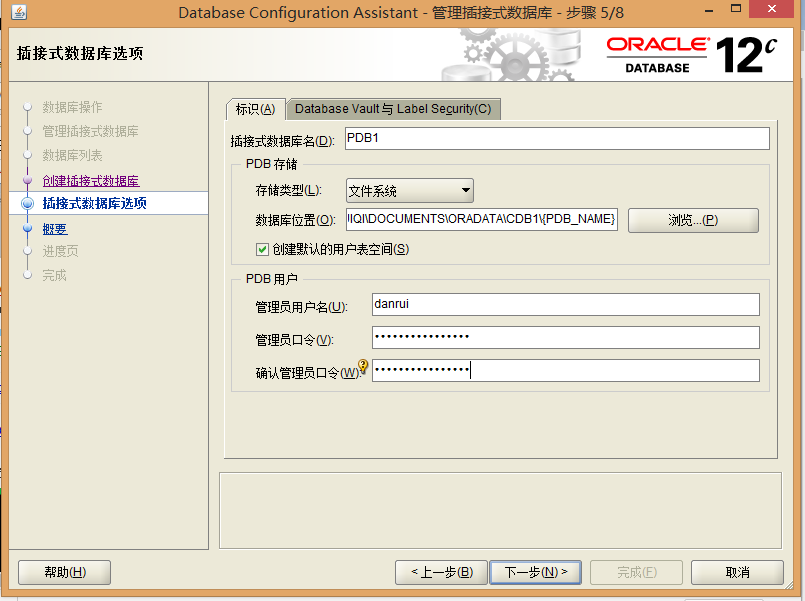 Database Configuration Assistant - 管理插接式数据库 - 步骤 5/8
插接式数据库选项
ORACLE®
DATABASE
12c
数据库操作
管理插接式数据库
数据库列表
创建插接式数据库
插接式数据库选项
概要
进度页
完成
标识(A)
Database Vault 与 Label Security(C)
插接式数据库名(D):
PDB1
PDB 存储
存储类型(L):
文件系统
数据库位置(O):
IIQI\DOCUMENTS\ORADATA\CDB1\{PDB_NAME}
浏览...(P)
创建默认的用户表空间(S)
PDB 用户
管理员用户名(U):
danrui
管理员口令(V):
••••••••••••••••
确认管理员口令(W):
••••••••••••••••
帮助(H)
< 上一步(B)
下一步(N) >
完成(F)
取消